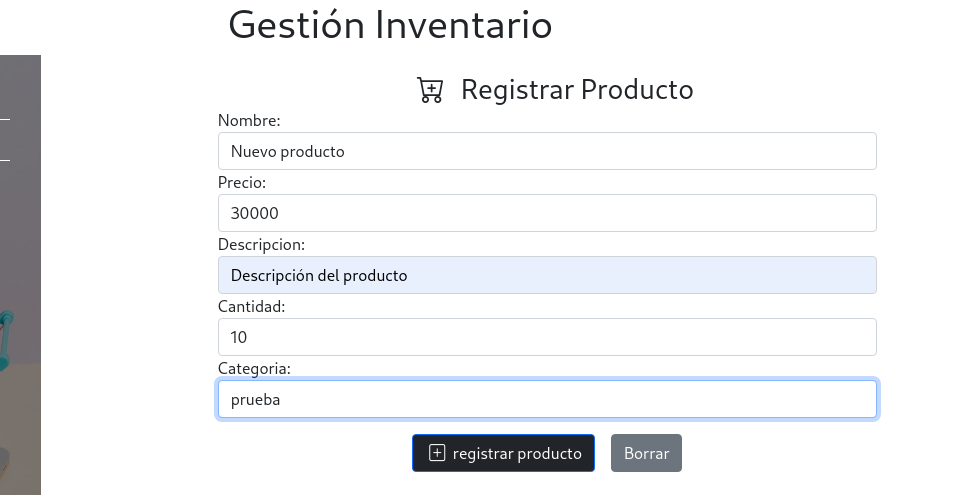 Gestión Inventario
Registrar Producto
Nombre:
Nuevo producto
Precio:
30000
Descripcion:
Descripción del producto
Cantidad:
10
Categoria:
prueba
registrar producto Borrar